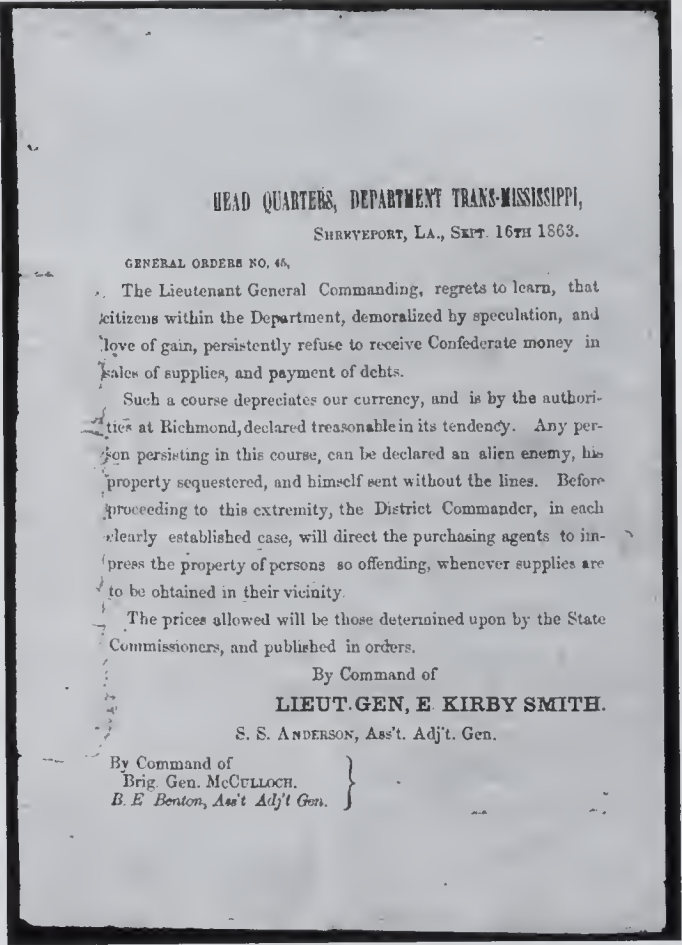 HEAD QUARTERS, DEPARTMENT TRANS-MISSISSIPPI,
SHREVEPORT, LA., SEPT. 16TH 1863.
GENERAL ORDERS NO, 45,
The Lieutenant General Commanding, regrets to learn, that
citizens within the Department, demoralized by speculation, and
love of gain, persistently refuse to receive Confederate money in
sales of supplies, and payment of debts.
Such a course depreciates our currency, and is by the authori-
ties at Richmond, declared treasonable in its tendency. Any per-
son persisting in this course, can be declared an alien enemy, his
property sequestered, and himself sent without the lines. Before
proceeding to this extremity, the District Commander, in each
clearly established case, will direct the purchasing agents to im-
press the property of persons so offending, whenever supplies are
to be obtained in their vicinity.
The prices allowed will be those determined upon by the State
Commissioners, and published in orders.
By Command of
LIEUT. GEN, E. KIRBY SMITH.
S. S. ANDERSON, Ass't. Adj't. Gen.
By Command of
Brig. Gen. MCCULLOCH.
B. E Benton, Ass't Adj't Gen.